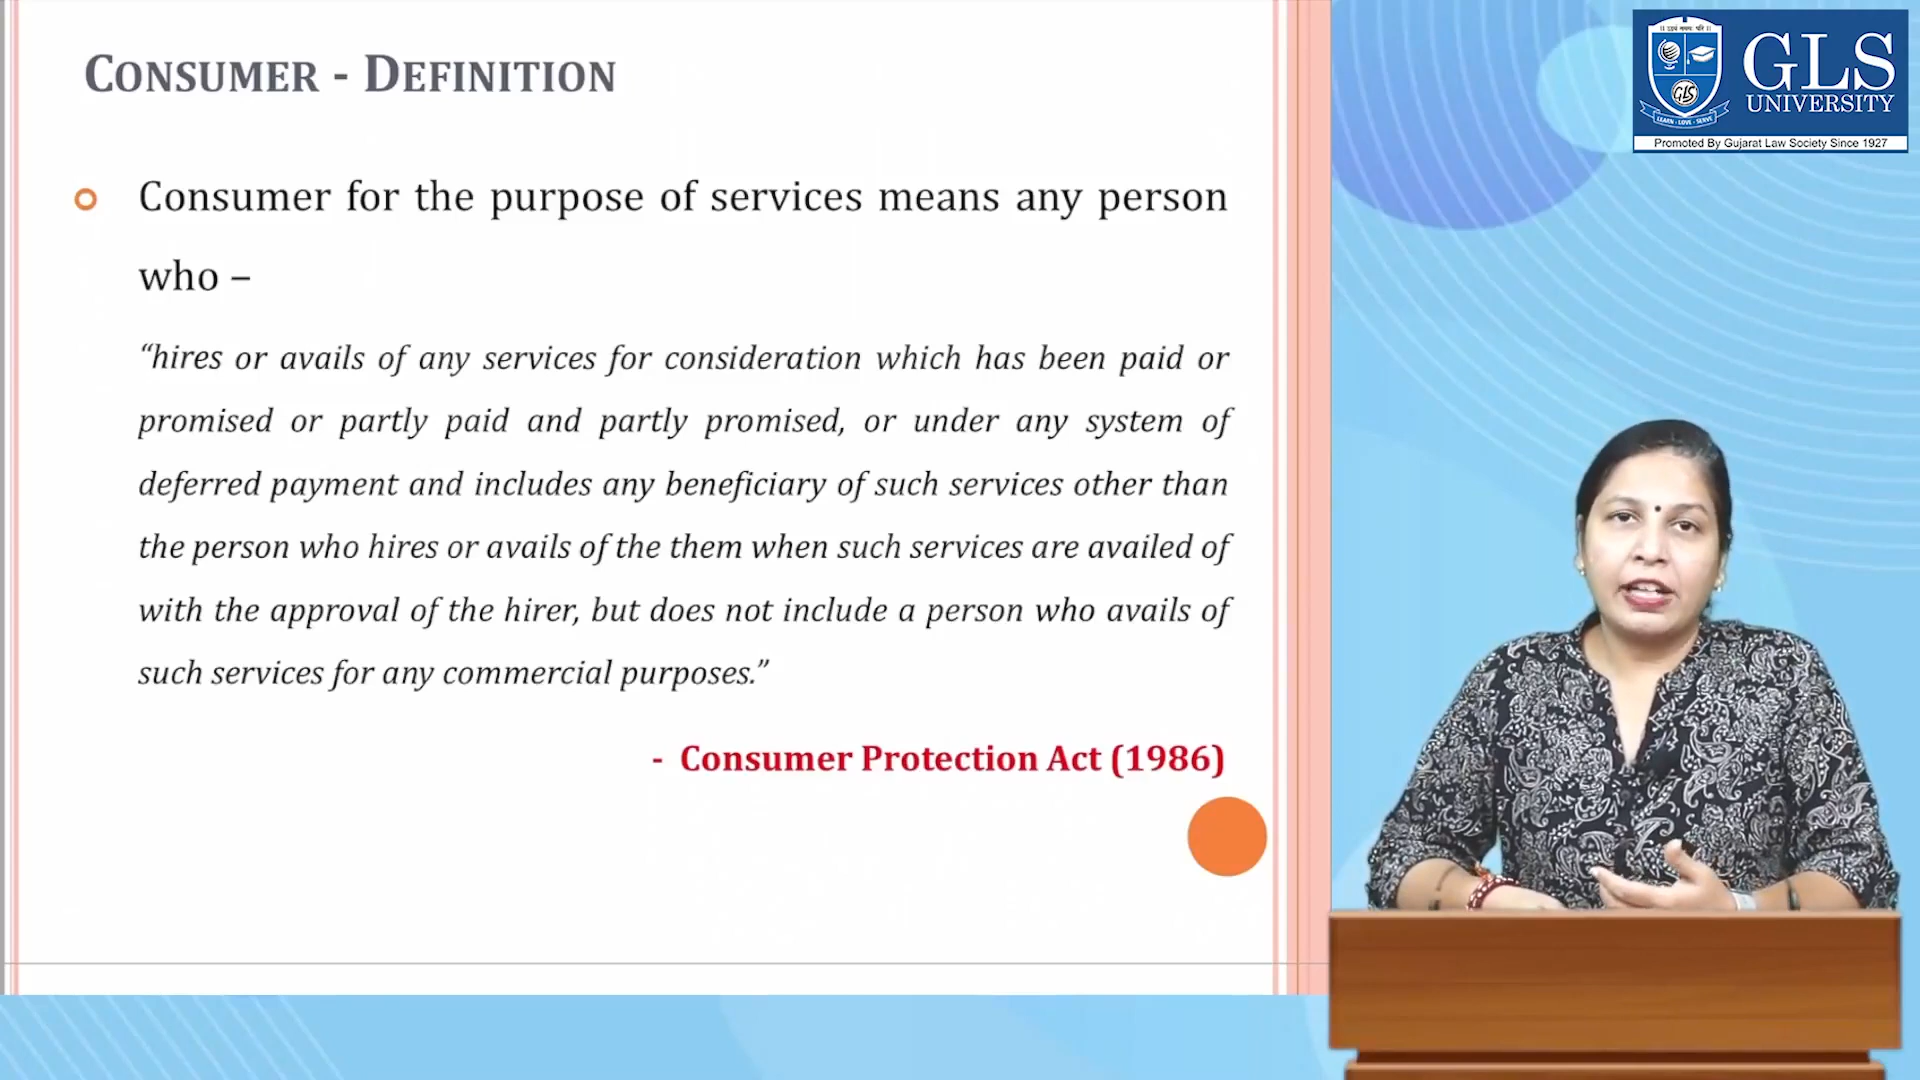 CONSUMER - DEFINITION
Consumer for the purpose of services means any person
who –
“hires or avails of any services for consideration which has been paid or
promised or partly paid and partly promised, or under any system of
deferred payment and includes any beneficiary of such services other than
the person who hires or avails of the them when such services are availed of
with the approval of the hirer, but does not include a person who avails of
such services for any commercial purposes.”
- Consumer Protection Act (1986)
GLS
UNIVERSITY
GLS
LEARN - LOVE - SERVE
Promoted By Gujarat Law Society Since 1927